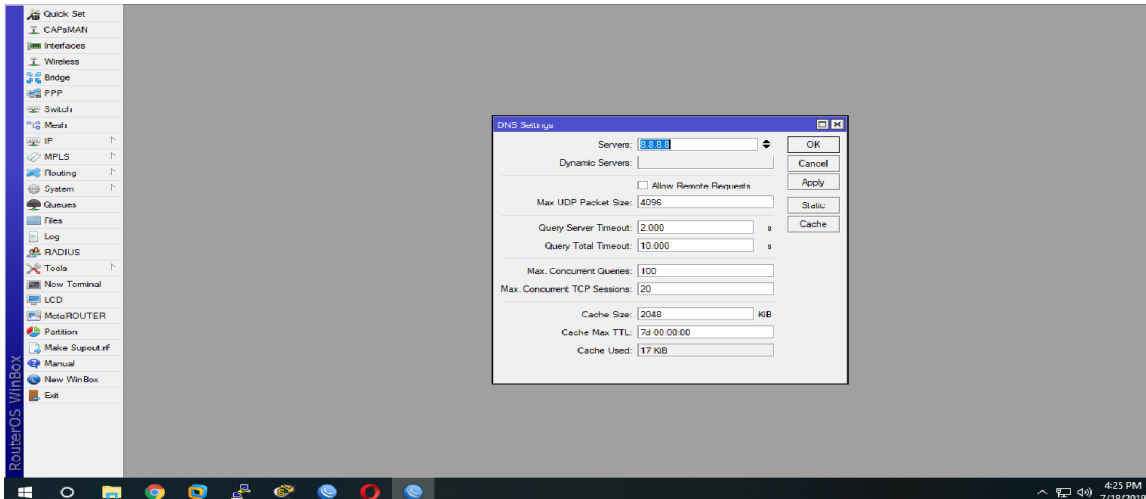 Quick Set
CAPsMAN
Interfaces
Wireless
Bridge
PPP
Switch
Mesh
IP
MPLS
Routing
System
Queues
Files
Log
RADIUS
Tools
New Terminal
LCD
MetaROUTER
Partition
Make Supout.rif
Manual
New WinBox
Exit
RouterOS WinBox
DNS Settings
Servers: 8.8.8.8
Dynamic Servers:
Allow Remote Requests
Max UDP Packet Size: 4096
Query Server Timeout: 2.000 s
Query Total Timeout: 10.000 s
Max. Concurrent Queries: 100
Max. Concurrent TCP Sessions: 20
Cache Size: 2048 KiB
Cache Max TTL: 7d 00:00:00
Cache Used: 17 KiB
OK
Cancel
Apply
Static
Cache
4:25 PM